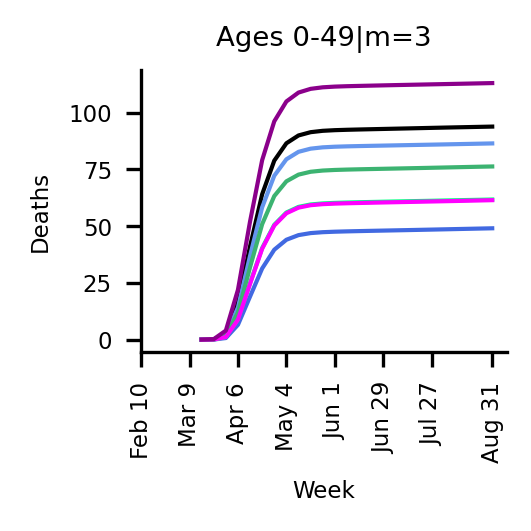 Ages 0-49|m=3
Deaths
100
75
50
25
0
Feb 10
Mar 9
Apr 6
May 4
Jun 1
Jun 29
Jul 27
Aug 31
Week